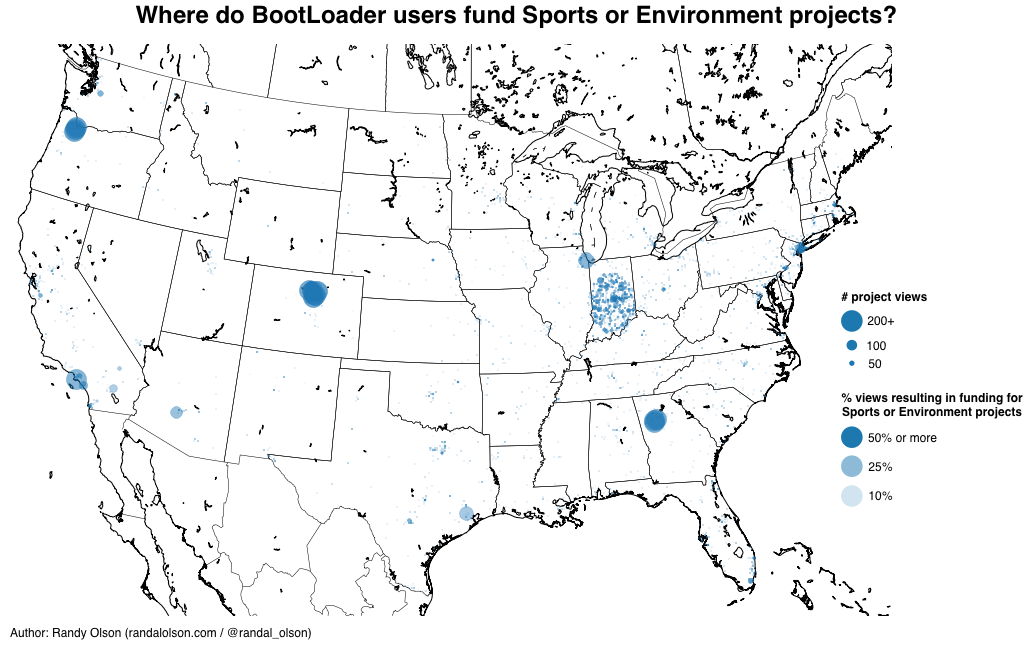 Where do BootLoader users fund Sports or Environment projects?
# project views
200+
100
50
% views resulting in funding for
Sports or Environment projects
50% or more
25%
10%
Author: Randy Olson (randalolson.com / @randal_olson)